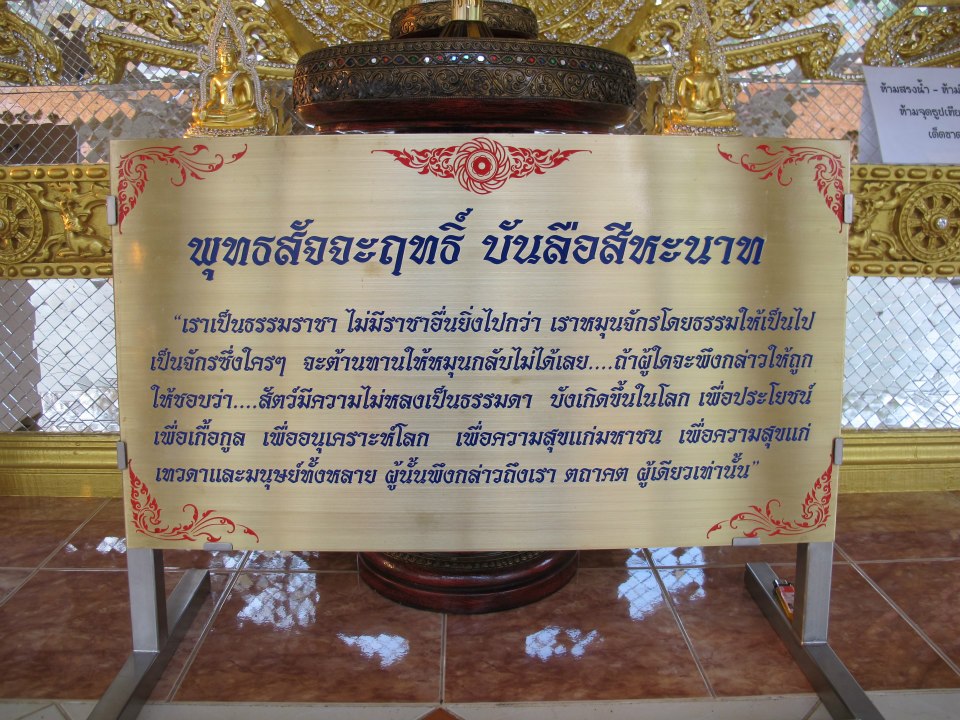 พุทธสัจจะฤทธิ์ บันลือสีหะนาท
“เราเป็นธรรมราชา ไม่มีราชาอื่นยิ่งไปกว่า เราหมุนจักรโดยธรรมให้เป็นไป
เป็นจักรซึ่งใครๆ จะต้านทานให้หมุนกลับไม่ได้เลย....ถ้าผู้ใดจะพึงกล่าวให้ถูก
ให้ชอบว่า....สัตว์มีความไม่หลงเป็นธรรมดา บังเกิดขึ้นในโลก เพื่อประโยชน์
เพื่อเกื้อกูล เพื่ออนุเคราะห์โลก เพื่อความสุขแก่มหาชน เพื่อความสุขแก่
เทวดาและมนุษย์ทั้งหลาย ผู้นั้นพึงกล่าวถึงเรา ตถาคต ผู้เดียวเท่านั้น”
ห้ามสรงน้ำ - ห้าม
ห้ามจุดธูปเทีย
เด็ดขา